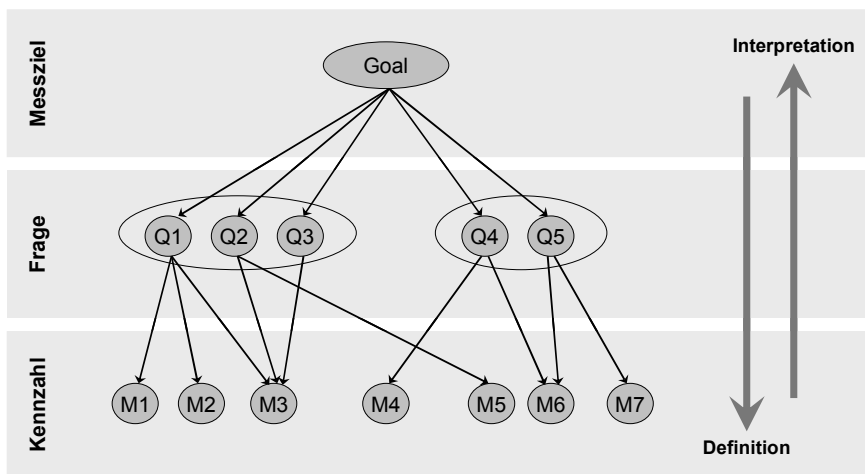 Messziel
Goal
Interpretation
Frage
Q1 Q2 Q3 Q4 Q5
Kennzahl
M1 M2 M3 M4 M5 M6 M7
Definition